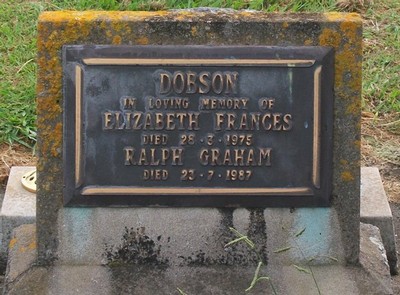 DOBSON
IN LOVING MEMORY OF
ELIZABETH FRANCES
DIED 28-3-1975
RALPH GRAHAM
DIED 23-7-1987